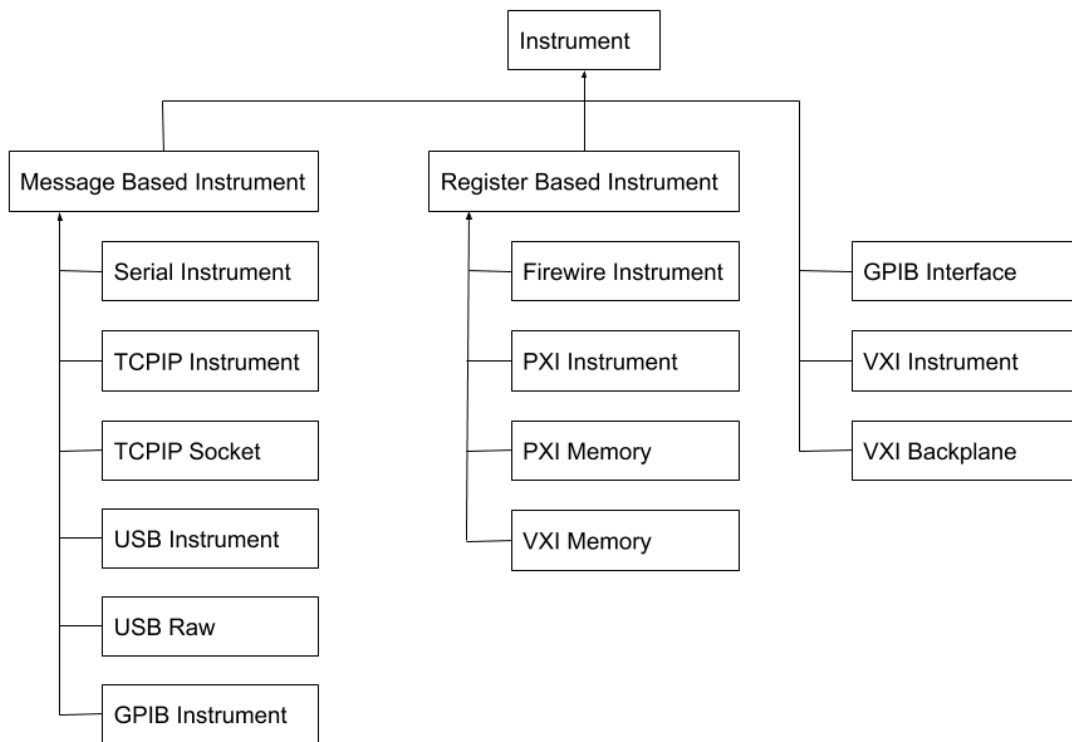 Instrument
Message Based Instrument
Register Based Instrument
Serial Instrument
Firewire Instrument
GPIB Interface
TCPIP Instrument
PXI Instrument
VXI Instrument
TCPIP Socket
PXI Memory
VXI Backplane
USB Instrument
VXI Memory
USB Raw
GPIB Instrument